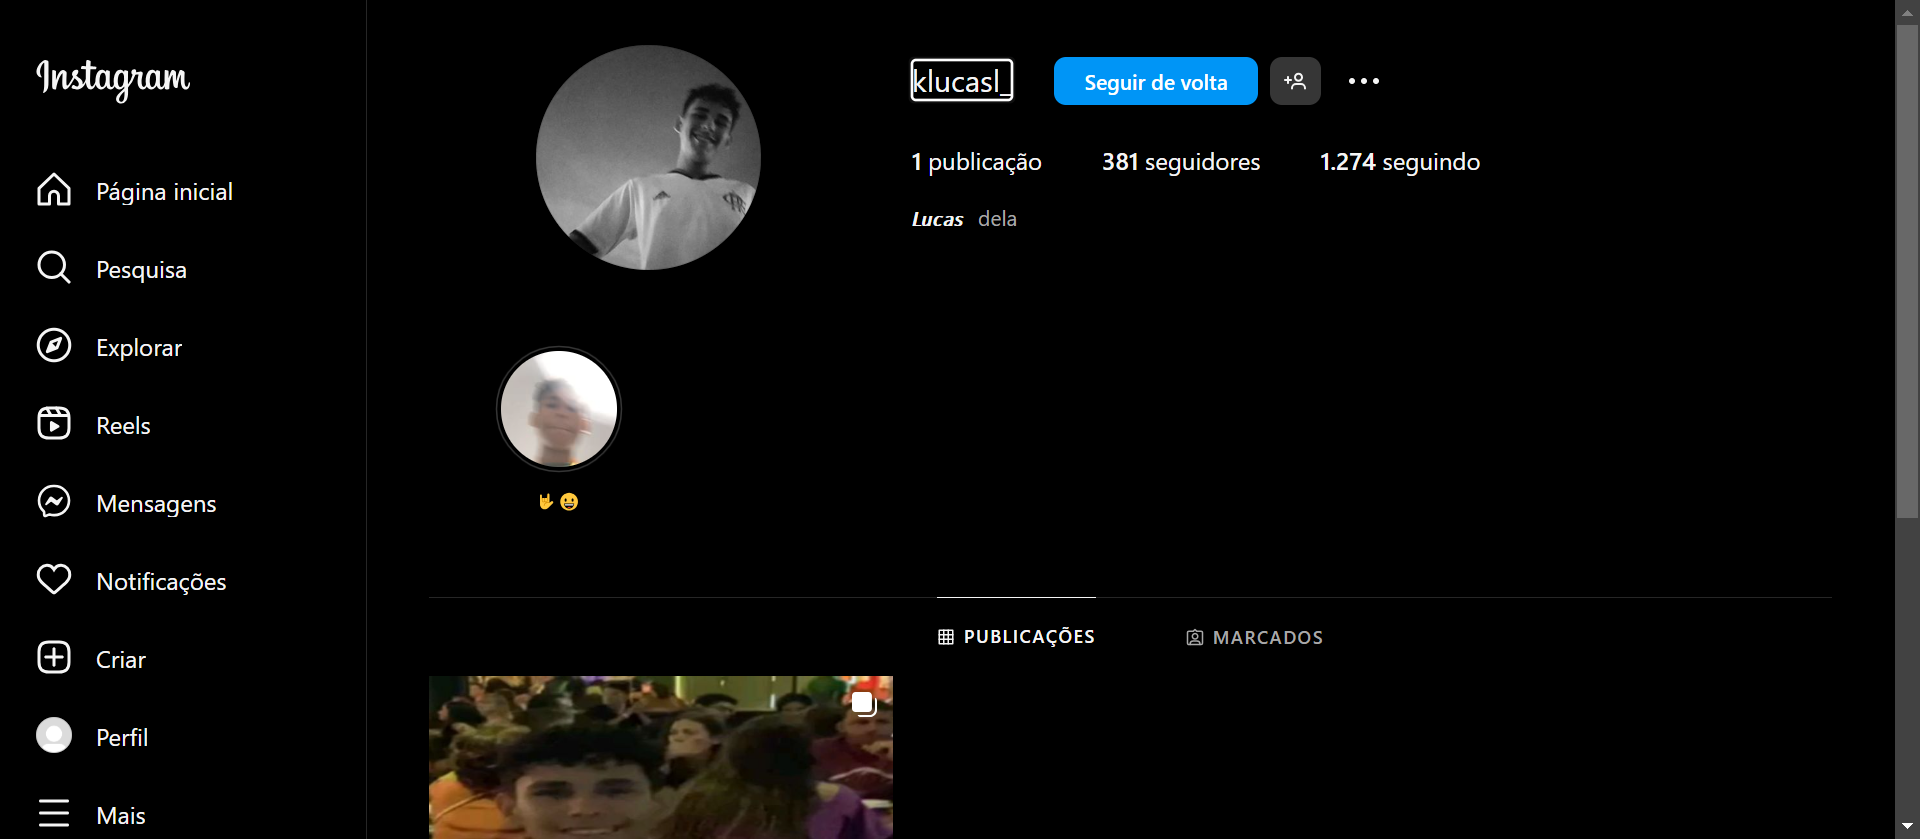 Instagram
Página inicial
Pesquisa
Explorar
Reels
Mensagens
Notificações
Criar
Perfil
Mais
klucasl_
Seguir de volta
1 publicação
381 seguidores
1.274 seguindo
Lucas dela
🤟😀
PUBLICAÇÕES
MARCADOS